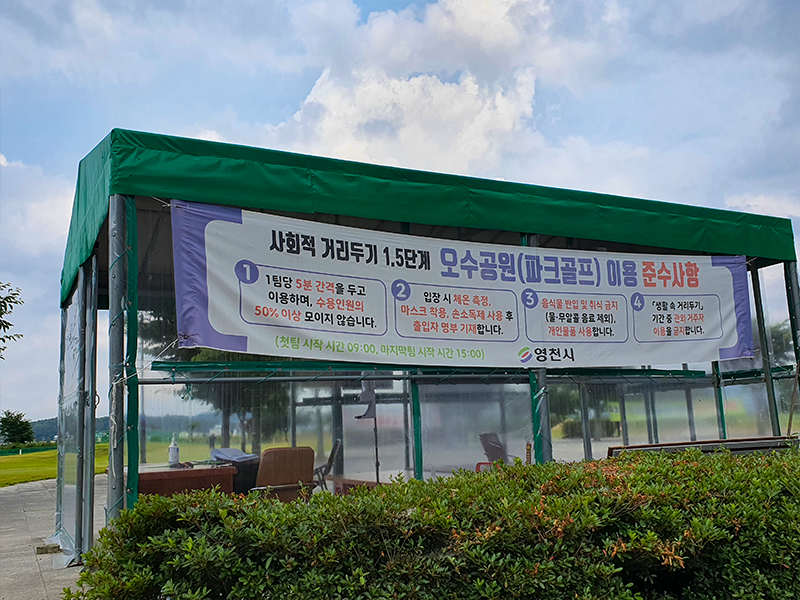 사회적 거리두기 1.5단계 오수공원(파크골프) 이용 준수사항
1
1팀당 5분 간격을 두고
이용하며, 수용인원의
50% 이상 모이지 않습니다.
2
입장 시 체온 측정,
마스크 착용, 손소독제 사용 후
출입자 명부 기재합니다.
3
음식물 반입 및 취식 금지
(물·무알콜 음료 제외),
개인물품 사용합니다.
4
「생활 속 거리두기」
기간 중 관외 거주자
이용을 금지합니다.
(첫팀 시작 시간 09:00, 마지막팀 시작 시간 15:00)
영천시